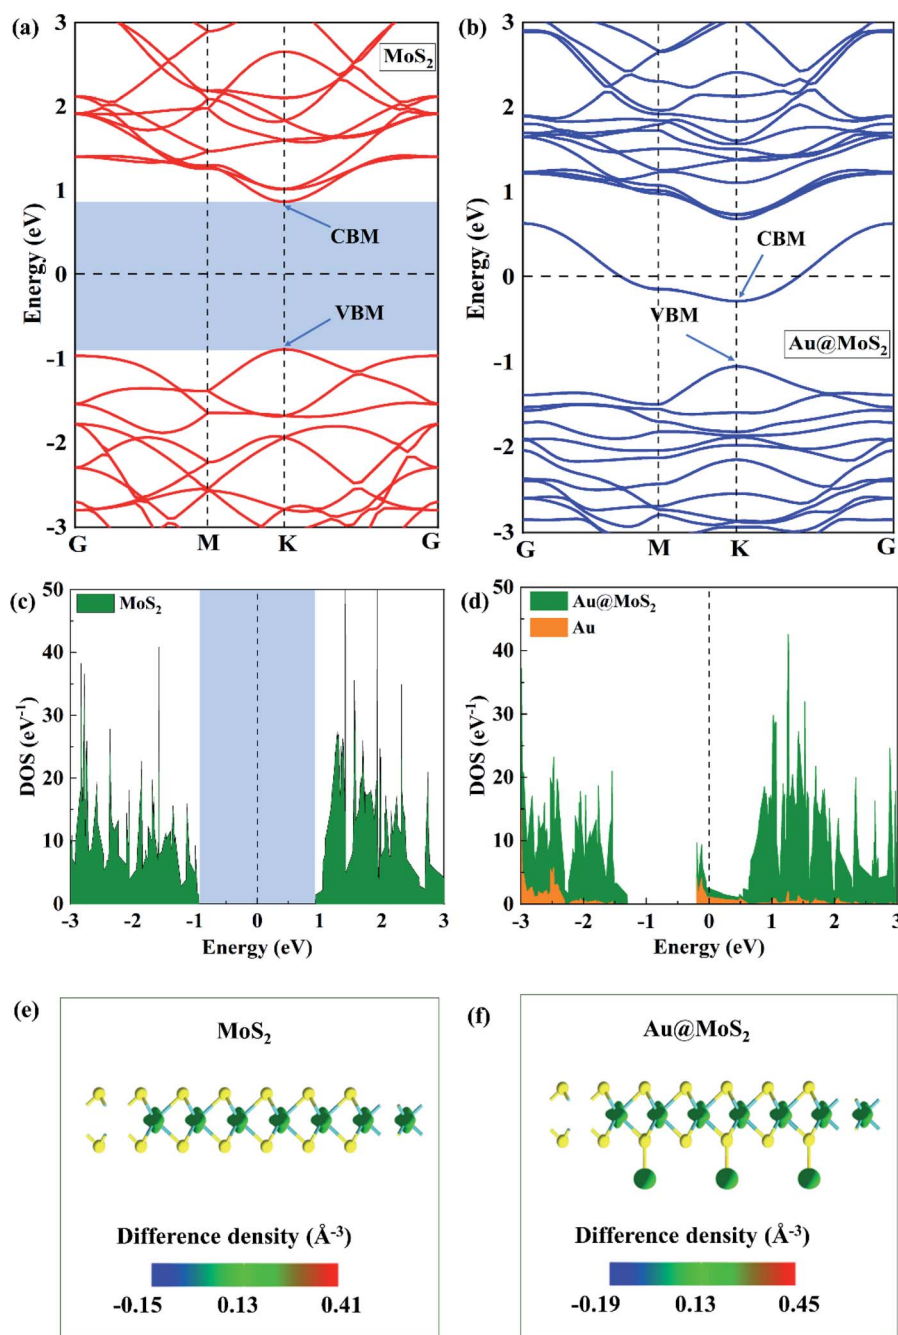 (a)
3
2
1
0
-1
-2
-3
Energy (eV)
MoS2
CBM
VBM
G M K G
(b)
3
2
1
0
-1
-2
-3
Energy (eV)
CBM
VBM
Au@MoS2
G M K G
(c)
50
40
30
20
10
0
DOS (eV-1)
MoS2
-3 -2 -1 0 1 2 3
Energy (eV)
(d)
50
40
30
20
10
0
DOS (eV-1)
Au@MoS2
Au
-3 -2 -1 0 1 2 3
Energy (eV)
(e)
MoS2
Difference density (Å-3)
-0.15 0.13 0.41
(f)
Au@MoS2
Difference density (Å-3)
-0.19 0.13 0.45